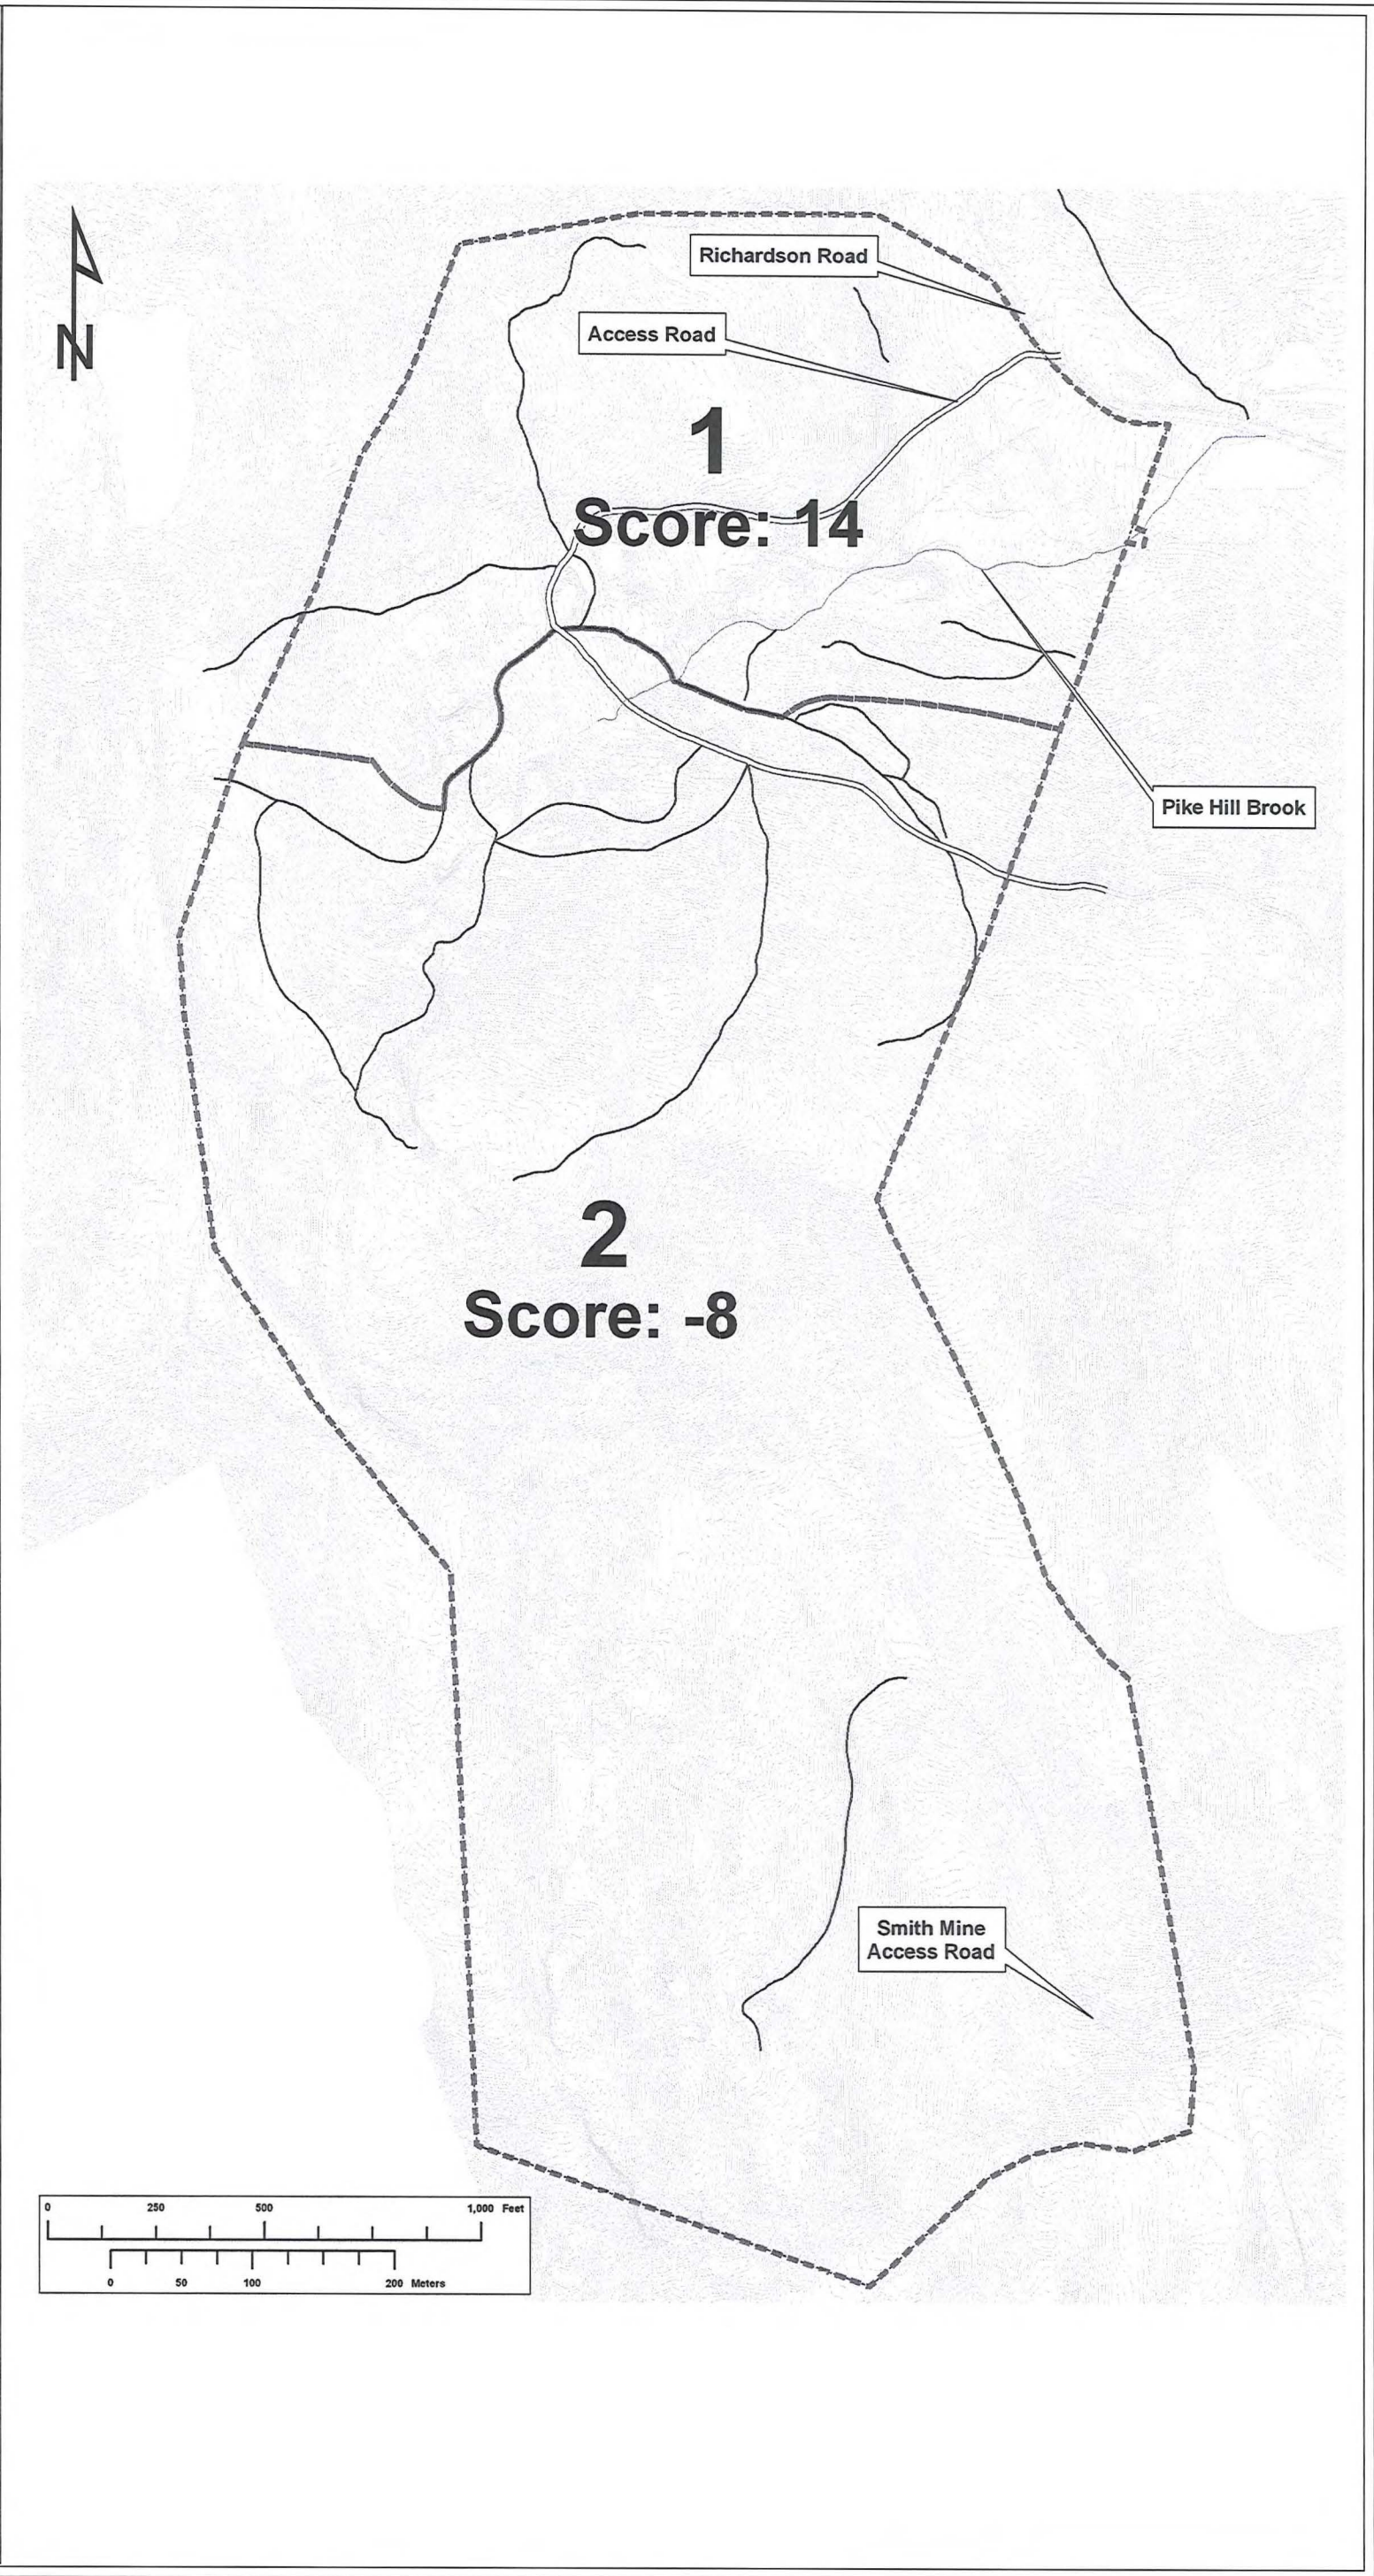 N
Richardson Road
Access Road
1
Score: 14
Pike Hill Brook
2
Score: -8
Smith Mine
Access Road
0 250 500 1,000 Feet
0 50 100 200 Meters